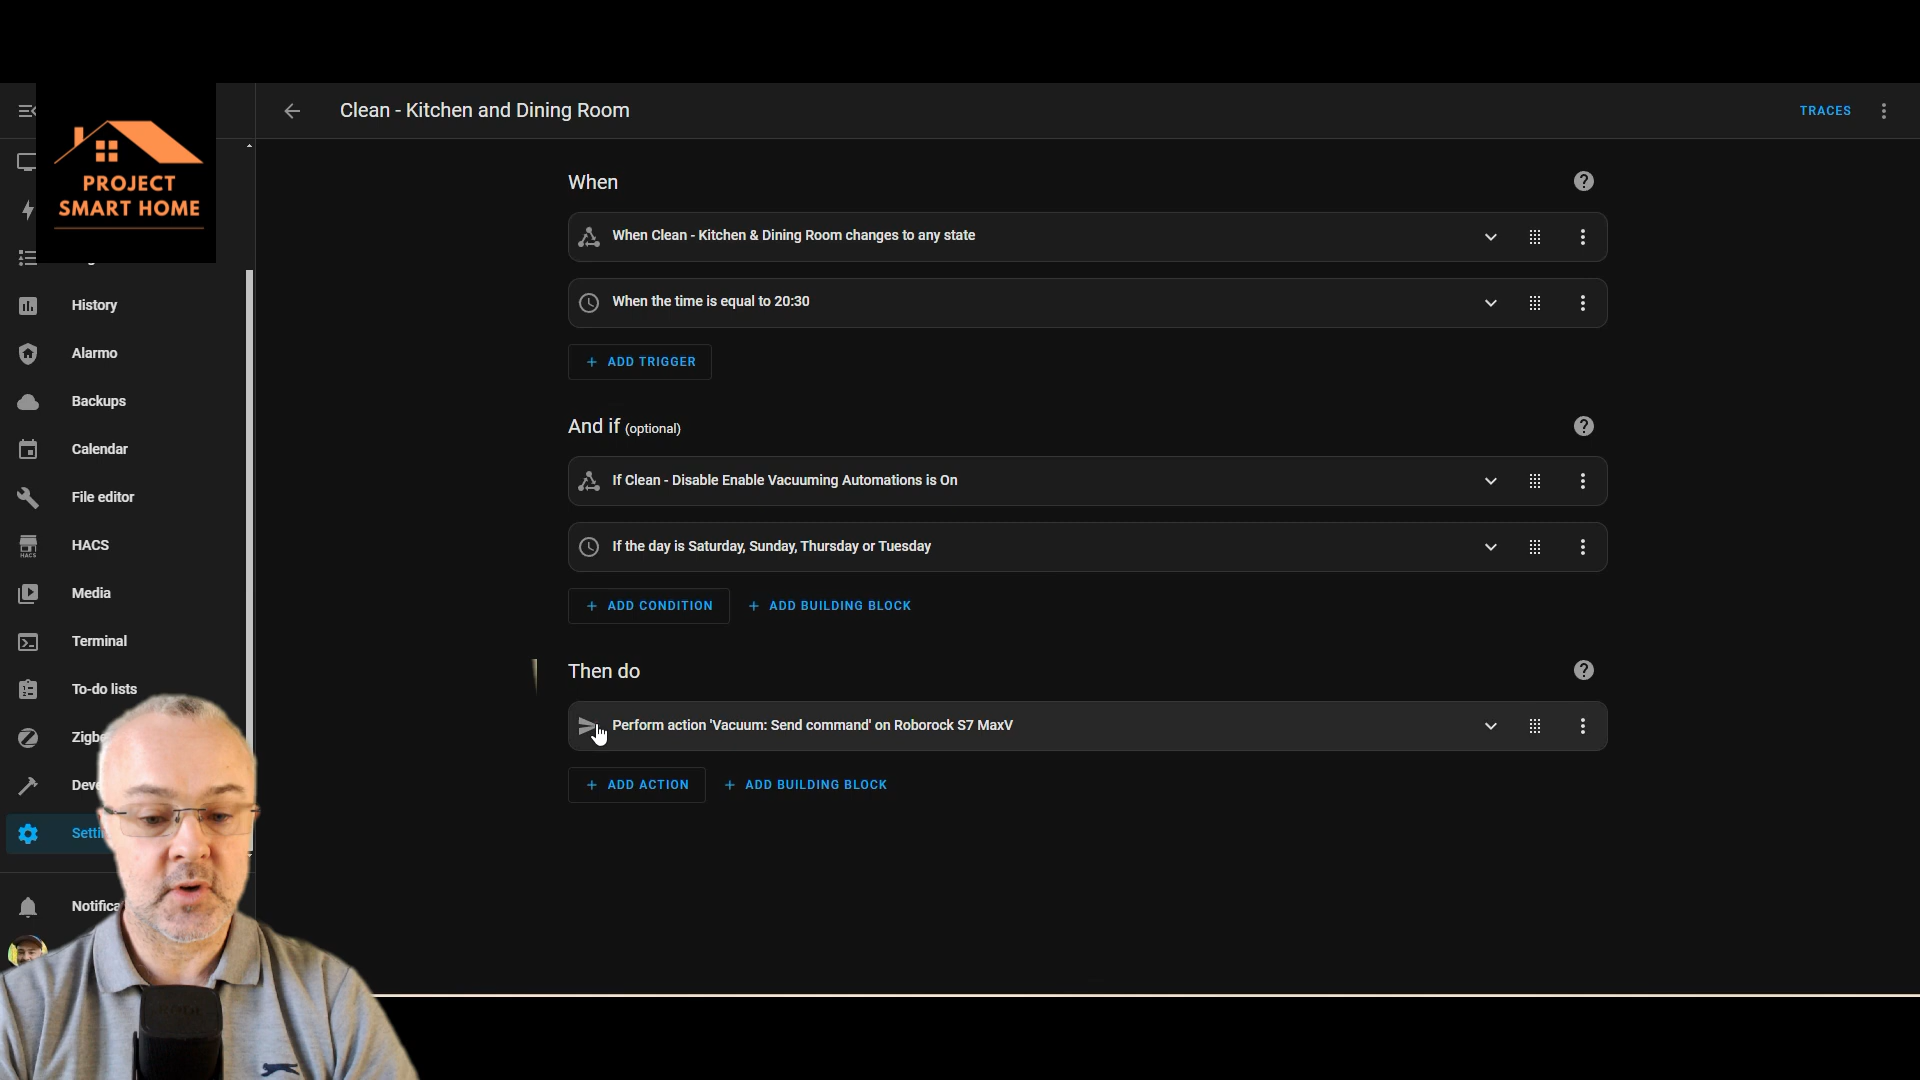 Clean - Kitchen and Dining Room
TRACES
PROJECT
SMART HOME
History
Alarmo
Backups
Calendar
File editor
HACS
HACS
Media
Terminal
To-do lists
When
When Clean - Kitchen & Dining Room changes to any state
When the time is equal to 20:30
+ ADD TRIGGER
And if (optional)
If Clean - Disable Enable Vacuuming Automations is On
If the day is Saturday, Sunday, Thursday or Tuesday
+ ADD CONDITION + ADD BUILDING BLOCK
Then do
Perform action 'Vacuum: Send command' on Roborock S7 MaxV
+ ADD ACTION + ADD BUILDING BLOCK